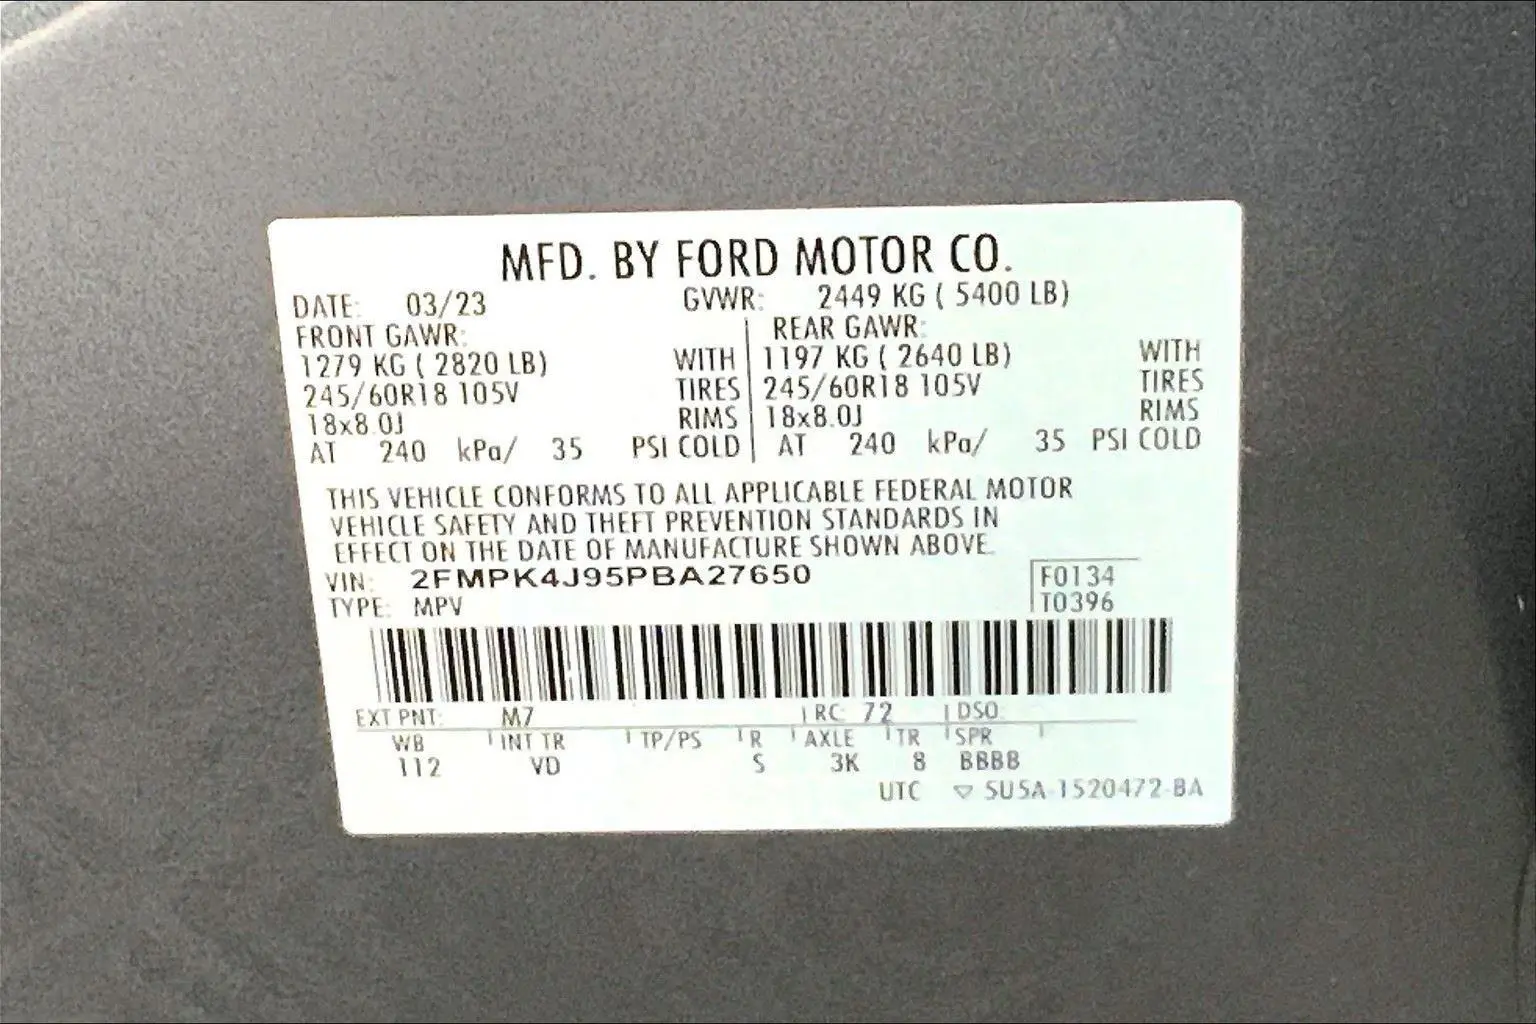 MFD. BY FORD MOTOR CO.
DATE: 03/23 GVWR: 2449 KG ( 5400 LB)
FRONT GAWR: REAR GAWR:
1279 KG ( 2820 LB) WITH 1197 KG ( 2640 LB) WITH
245/60R18 105V TIRES 245/60R18 105V TIRES
18x8.0J RIMS 18x8.0J RIMS
AT 240 kPa/ 35 PSI COLD AT 240 kPa/ 35 PSI COLD
THIS VEHICLE CONFORMS TO ALL APPLICABLE FEDERAL MOTOR
VEHICLE SAFETY AND THEFT PREVENTION STANDARDS IN
EFFECT ON THE DATE OF MANUFACTURE SHOWN ABOVE.
VIN: 2FMPK4J95PBA27650 F0134
TYPE: MPV T0396
EXT PNT: M7 RC: 72 DSO:
WB INT TR TP/PS R AXLE TR SPR
112 VD S 3K 8 BBBB
UTC ▽ 5U5A-1520472-BA